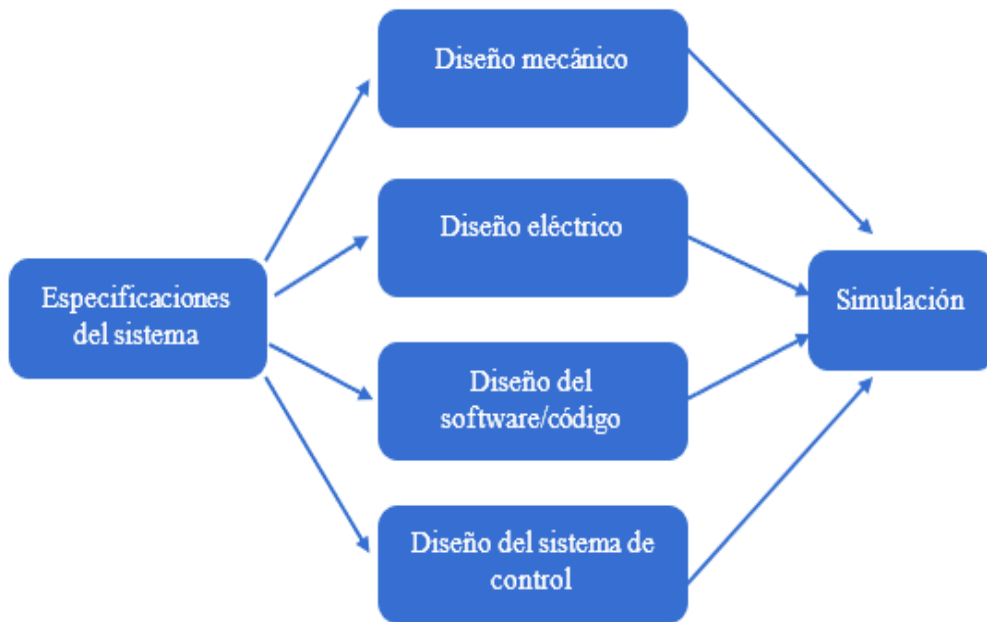 Diseño mecánico
Diseño eléctrico
Especificaciones
del sistema
Simulación
Diseño del
software/código
Diseño del sistema de
control